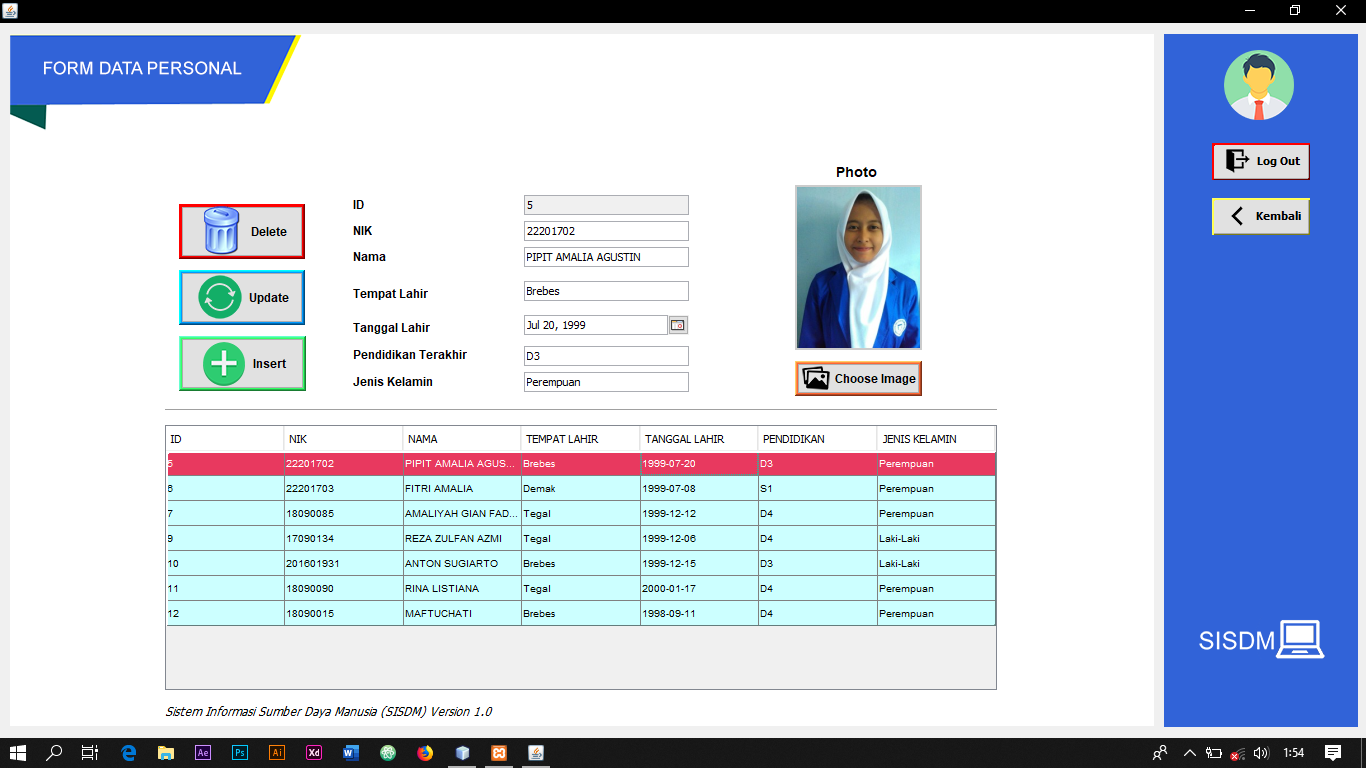 FORM DATA PERSONAL
Photo
Log Out
Kembali
Delete
Update
Insert
ID 5
NIK 22201702
Nama PIPIT AMALIA AGUSTIN
Tempat Lahir Brebes
Tanggal Lahir Jul 20, 1999
Pendidikan Terakhir D3
Jenis Kelamin Perempuan
Choose Image
ID NIK NAMA TEMPAT LAHIR TANGGAL LAHIR PENDIDIKAN JENIS KELAMIN
5 22201702 PIPIT AMALIA AGUS... Brebes 1999-07-20 D3 Perempuan
6 22201703 FITRI AMALIA Demak 1999-07-08 S1 Perempuan
7 18090085 AMALIYAH GIAN FAD... Tegal 1999-12-12 D4 Perempuan
9 17090134 REZA ZULFAN AZMI Tegal 1999-12-06 D4 Laki-Laki
10 201601931 ANTON SUGIARTO Brebes 1999-12-15 D3 Laki-Laki
11 18090090 RINA LISTIANA Tegal 2000-01-17 D4 Perempuan
12 18090015 MAFTUCHATI Brebes 1998-09-11 D4 Perempuan
SISDM
Sistem Informasi Sumber Daya Manusia (SISDM) Version 1.0
Ae Ps Ai Xd W 1:54